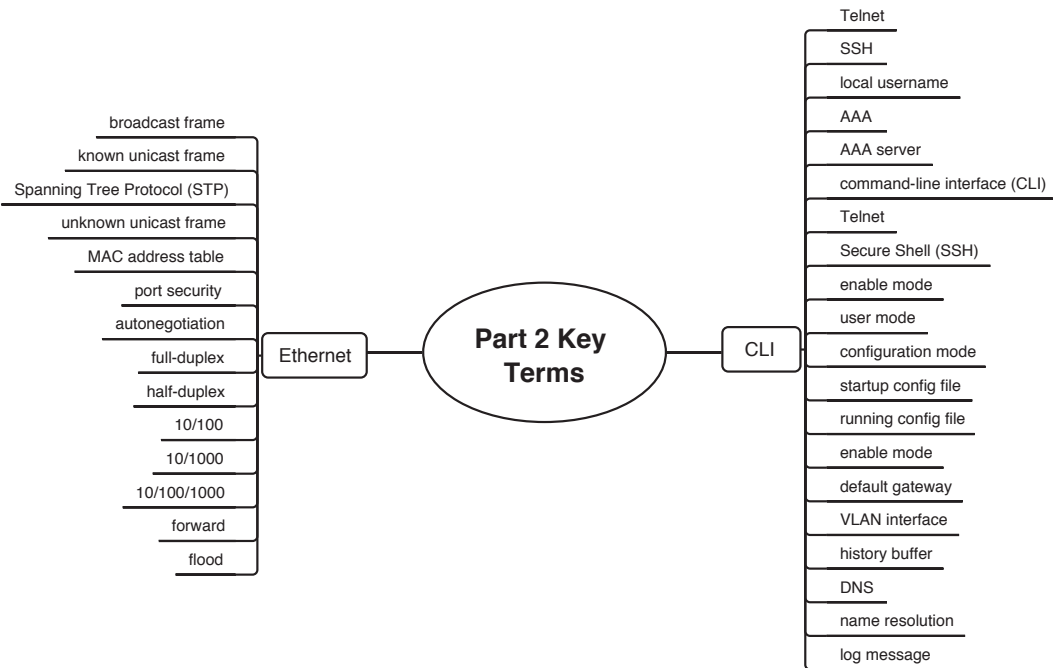 broadcast frame
known unicast frame
Spanning Tree Protocol (STP)
unknown unicast frame
MAC address table
port security
autonegotiation
full-duplex
half-duplex
10/100
10/1000
10/100/1000
forward
flood
Ethernet
Part 2 Key
Terms
CLI
Telnet
SSH
local username
AAA
AAA server
command-line interface (CLI)
Telnet
Secure Shell (SSH)
enable mode
user mode
configuration mode
startup config file
running config file
enable mode
default gateway
VLAN interface
history buffer
DNS
name resolution
log message